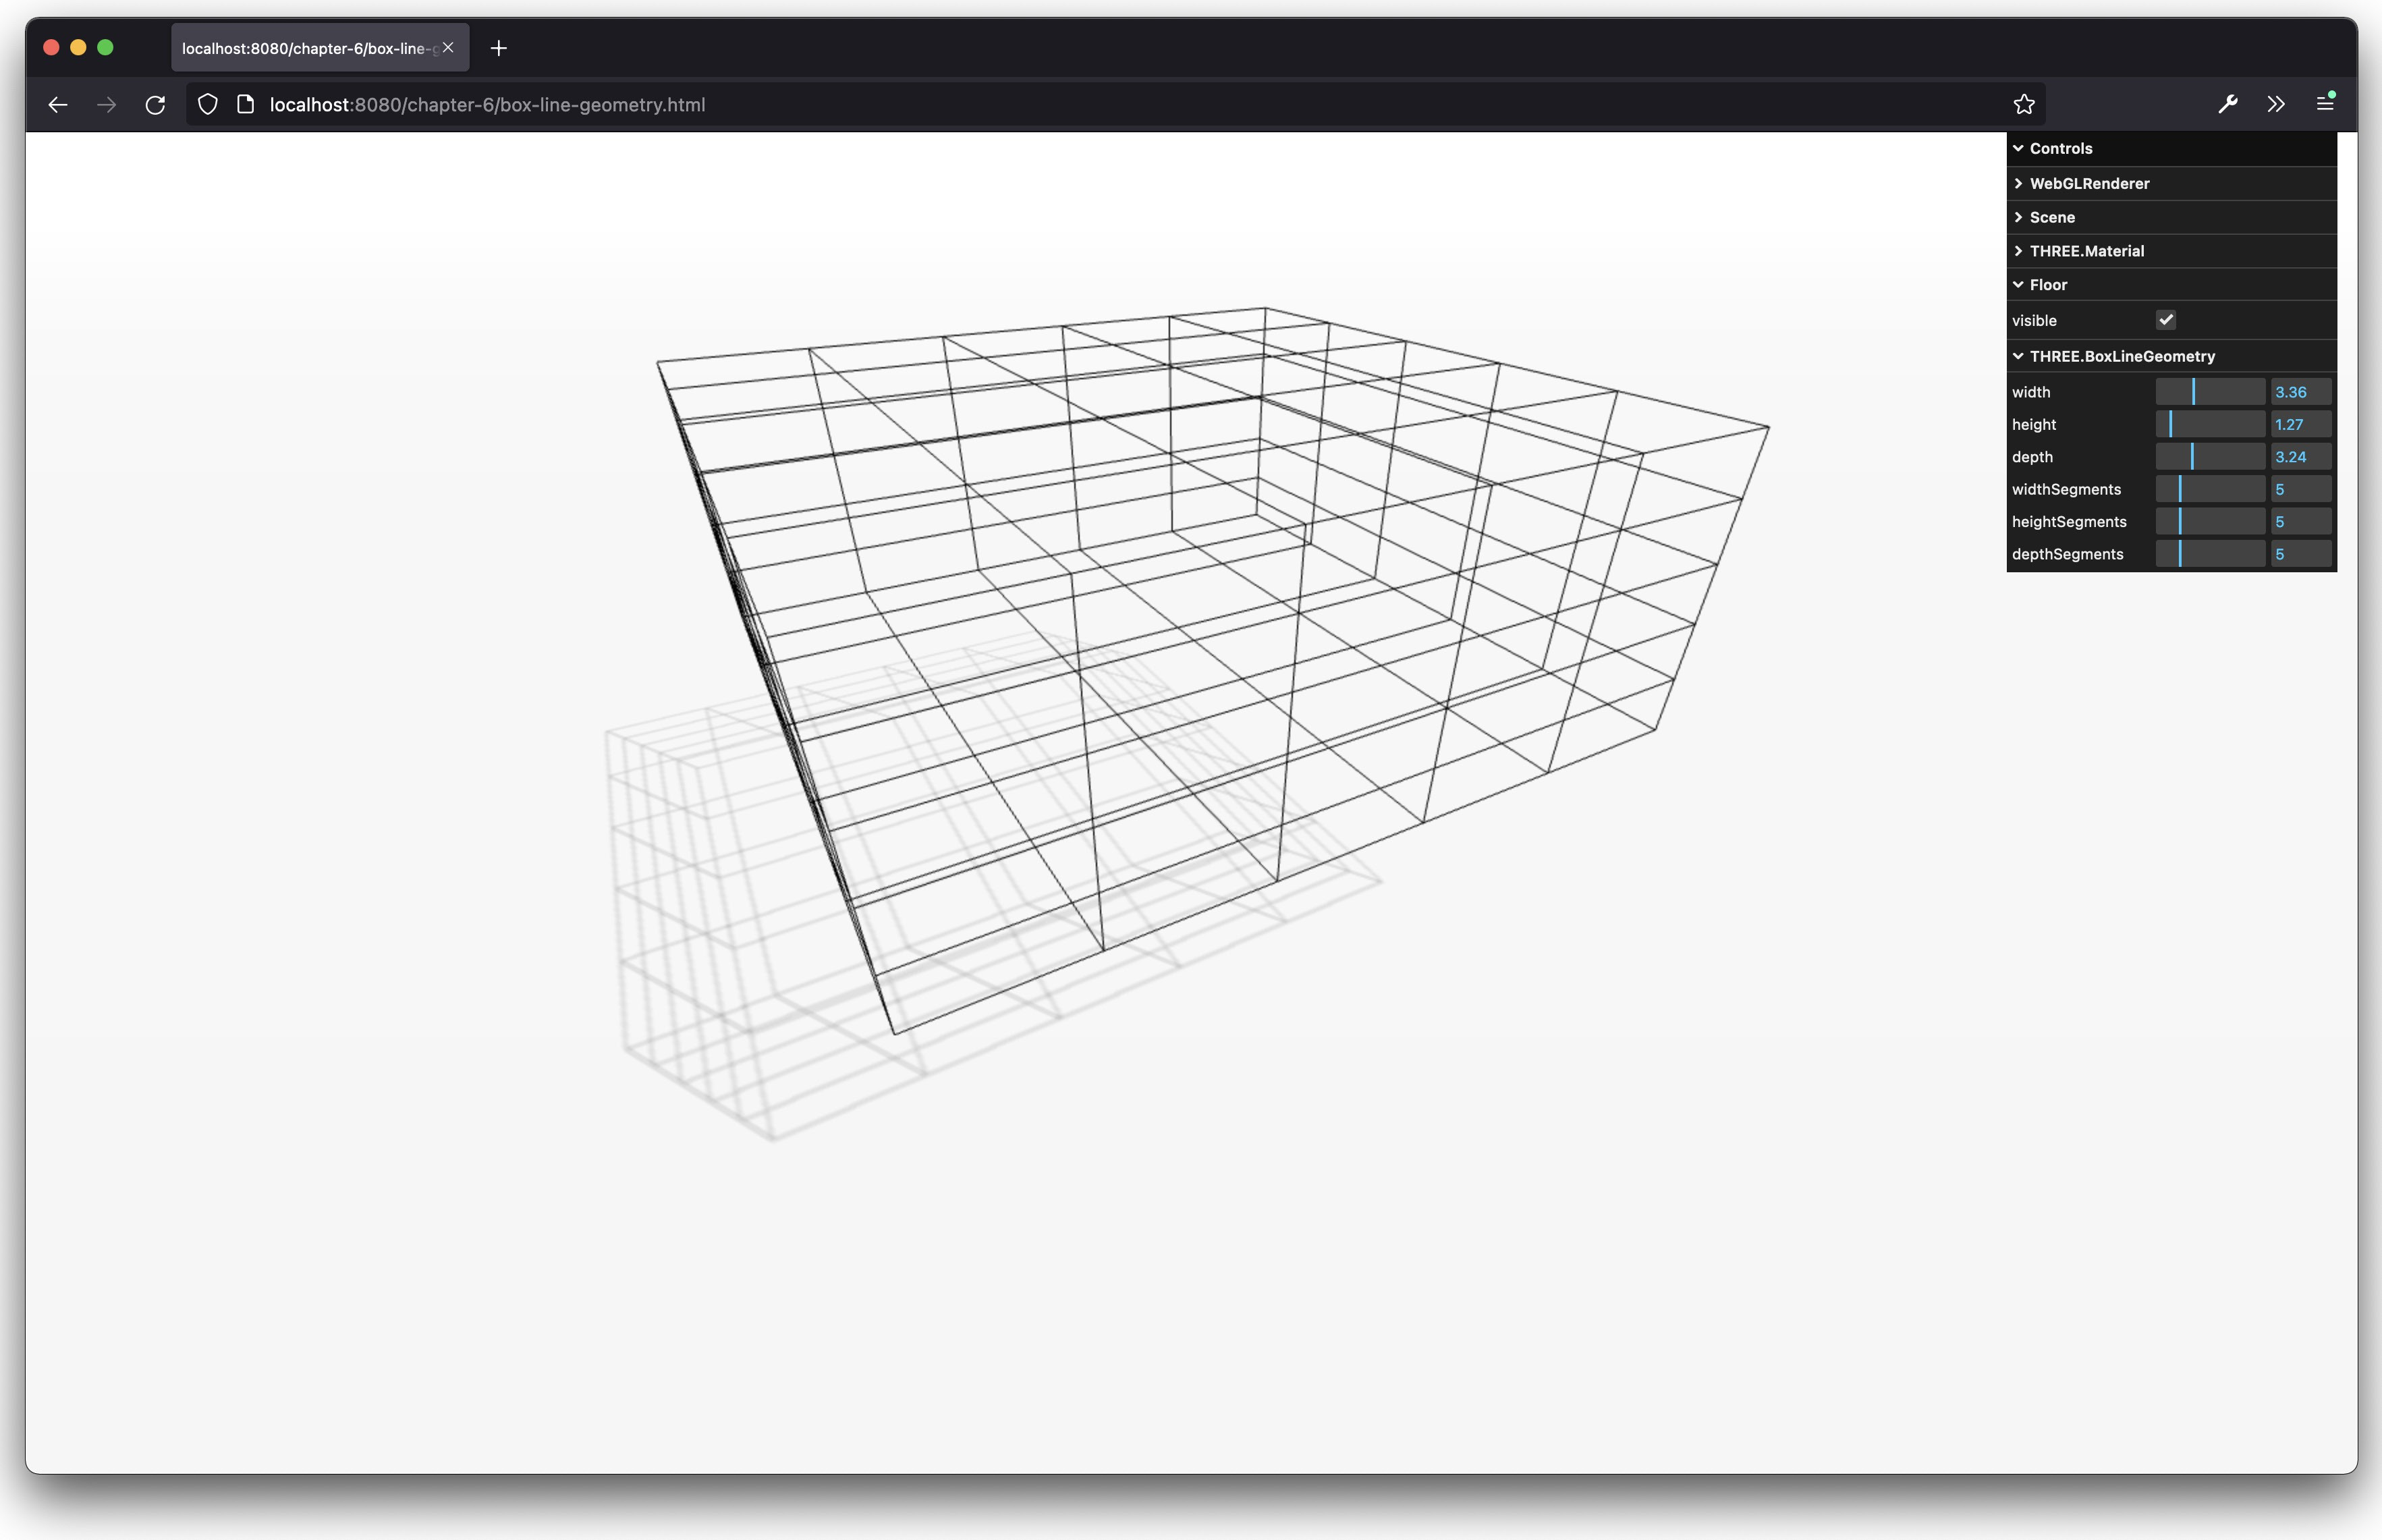 localhost:8080/chapter-6/box-line-
localhost:8080/chapter-6/box-line-geometry.html
Controls
WebGLRenderer
Scene
THREE.Material
Floor
visible
THREE.BoxLineGeometry
width 3.36
height 1.27
depth 3.24
widthSegments 5
heightSegments 5
depthSegments 5